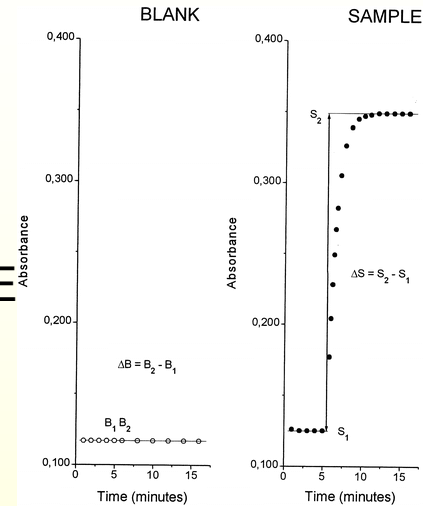 BLANK
0,400
0,300
0,200
0,100
Absorbance
ΔB = B₂ - B₁
B₁ B₂
0 5 10 15
Time (minutes)
SAMPLE
0,400
0,300
0,200
0,100
Absorbance
S₂
ΔS = S₂ - S₁
S₁
0 5 10 15
Time (minutes)